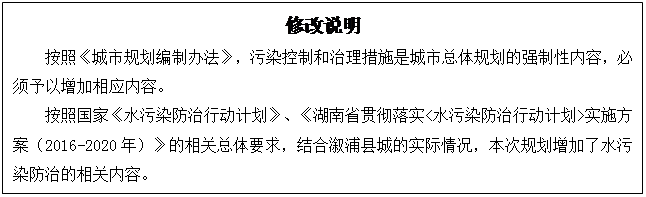 修改说明
按照《城市规划编制办法》，污染控制和治理措施是城市总体规划的强制性内容，必
须予以增加相应内容。
按照国家《水污染防治行动计划》、《湖南省贯彻落实<水污染防治行动计划>实施方
案（2016-2020 年）》的相关总体要求，结合溆浦县城的实际情况，本次规划增加了水污
染防治的相关内容。